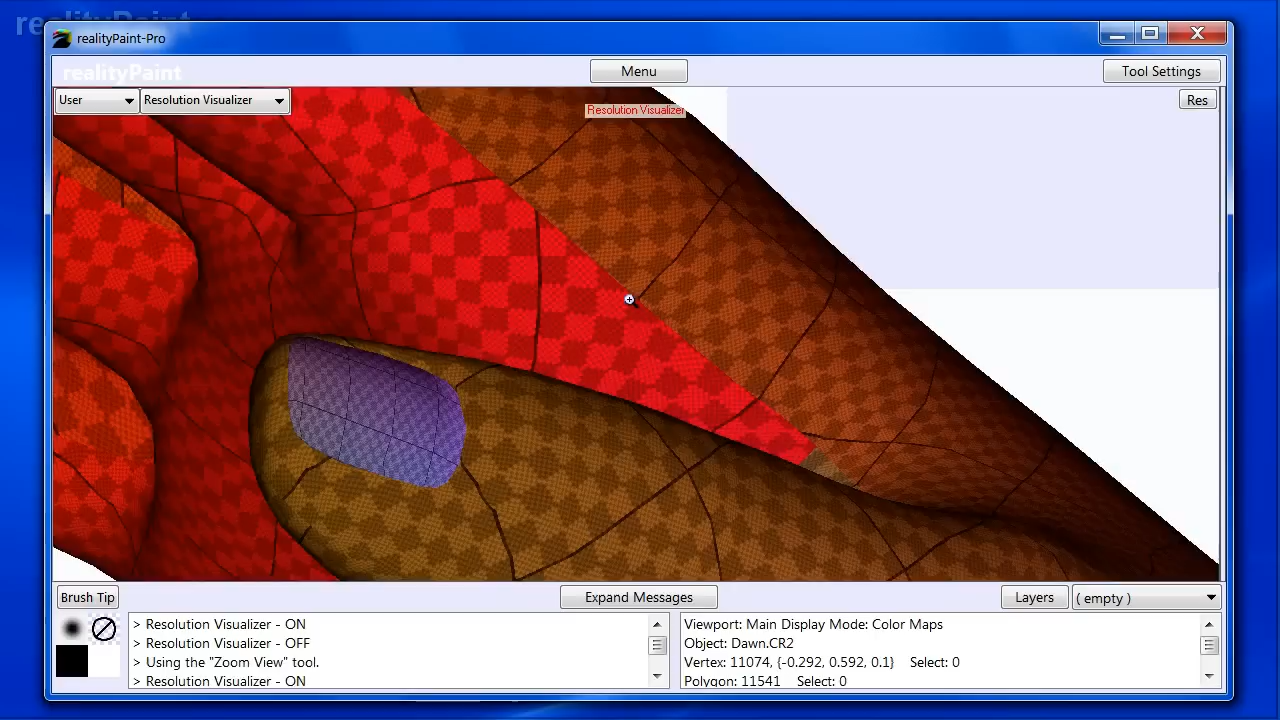 realityPaint
realityPaint-Pro
realityPaint
Menu
Tool Settings
User
Resolution Visualizer
Resolution Visualizer
Res
Brush Tip
Expand Messages
Layers
( empty )
> Resolution Visualizer - ON
> Resolution Visualizer - OFF
> Using the "Zoom View" tool.
> Resolution Visualizer - ON
Viewport: Main Display Mode: Color Maps
Object: Dawn.CR2
Vertex: 11074, {-0.292, 0.592, 0.1} Select: 0
Polygon: 11541 Select: 0